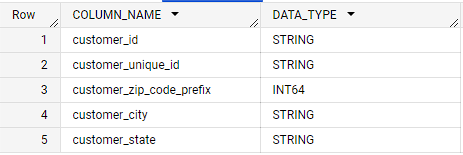 Row COLUMN_NAME DATA_TYPE
1 customer_id STRING
2 customer_unique_id STRING
3 customer_zip_code_prefix INT64
4 customer_city STRING
5 customer_state STRING